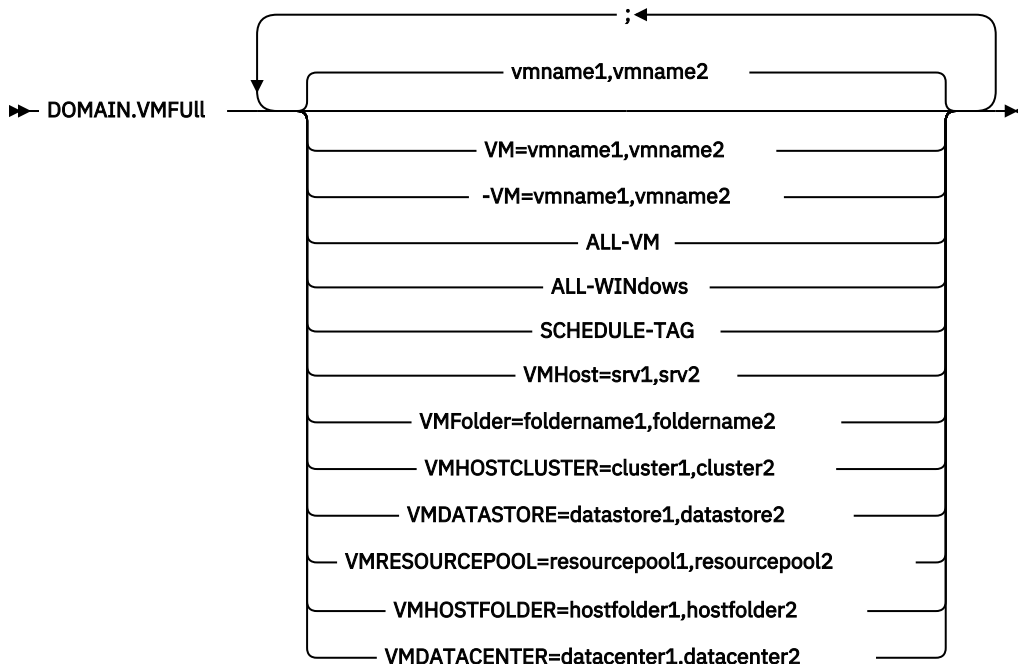 ;
vmname1,vmname2
DOMAIN.VMFUll
VM=vmname1,vmname2
-VM=vmname1,vmname2
ALL-VM
ALL-WINdows
SCHEDULE-TAG
VMHost=srv1,srv2
VMFolder=foldername1,foldername2
VMHOSTCLUSTER=cluster1,cluster2
VMDATASTORE=datastore1,datastore2
VMRESOURCEPOOL=resourcepool1,resourcepool2
VMHOSTFOLDER=hostfolder1,hostfolder2
VMDATACENTER=datacenter1,datacenter2